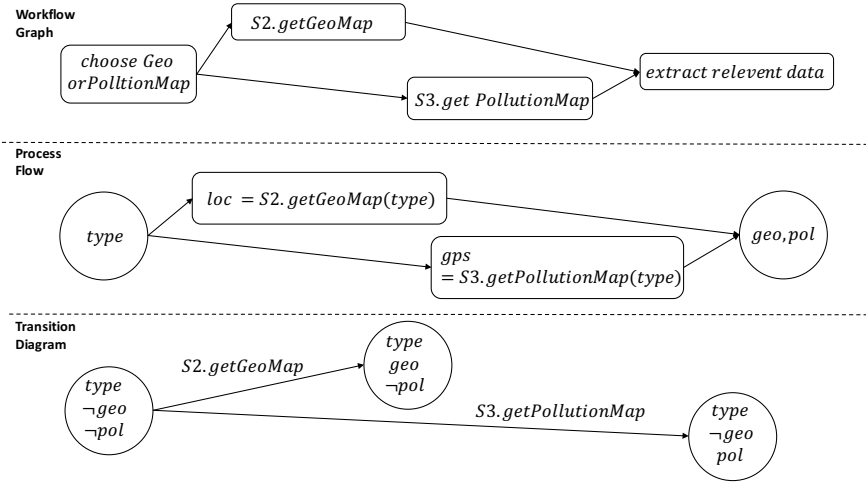 Workflow
Graph
choose Geo
orPolltionMap
S2.getGeoMap
S3.get PollutionMap
extract relevent data
Process
Flow
type
loc = S2.getGeoMap(type)
gps
= S3.getPollutionMap(type)
geo,pol
Transition
Diagram
type
¬geo
¬pol
S2.getGeoMap
type
geo
¬pol
S3.getPollutionMap
type
¬geo
pol